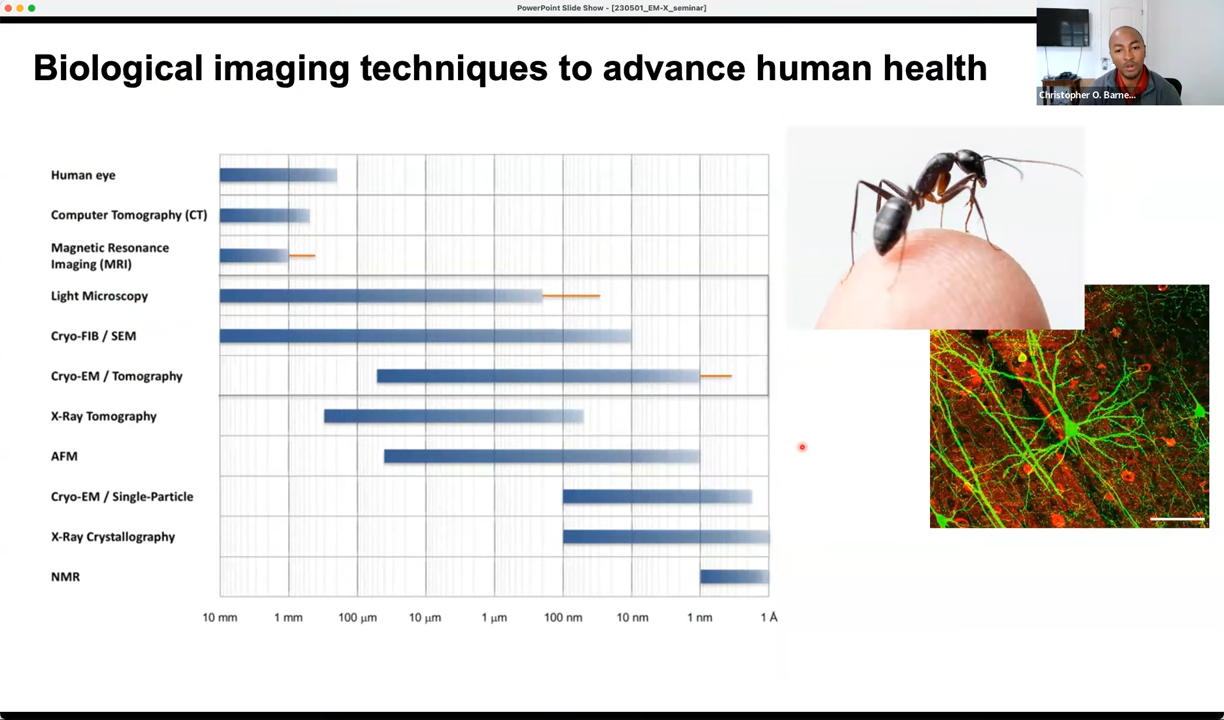 PowerPoint Slide Show - [230501_EM-X_seminar]
Biological imaging techniques to advance human health
Christopher O. Barne...
Human eye
Computer Tomography (CT)
Magnetic Resonance
Imaging (MRI)
Light Microscopy
Cryo-FIB / SEM
Cryo-EM / Tomography
X-Ray Tomography
AFM
Cryo-EM / Single-Particle
X-Ray Crystallography
NMR
10 mm 1 mm 100 μm 10 μm 1 μm 100 nm 10 nm 1 nm 1 Å